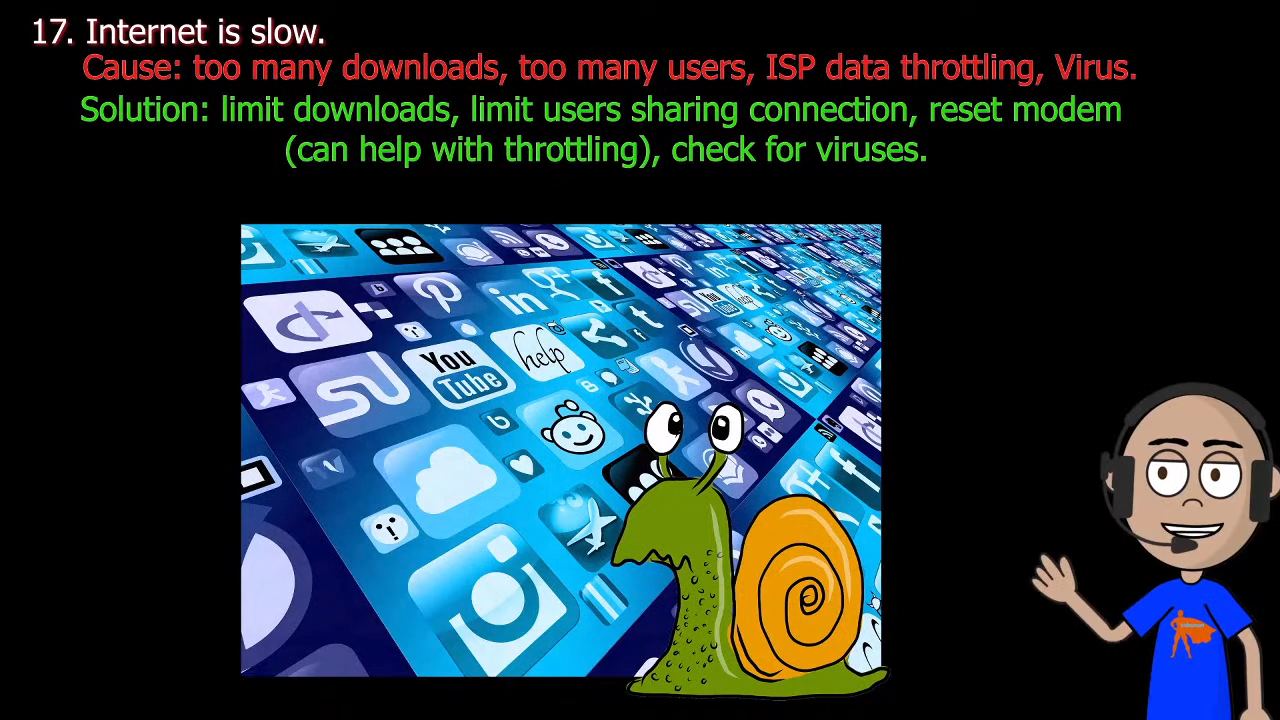 17. Internet is slow.
Cause: too many downloads, too many users, ISP data throttling, Virus.
Solution: limit downloads, limit users sharing connection, reset modem
(can help with throttling), check for viruses.
You
Tube
help
in